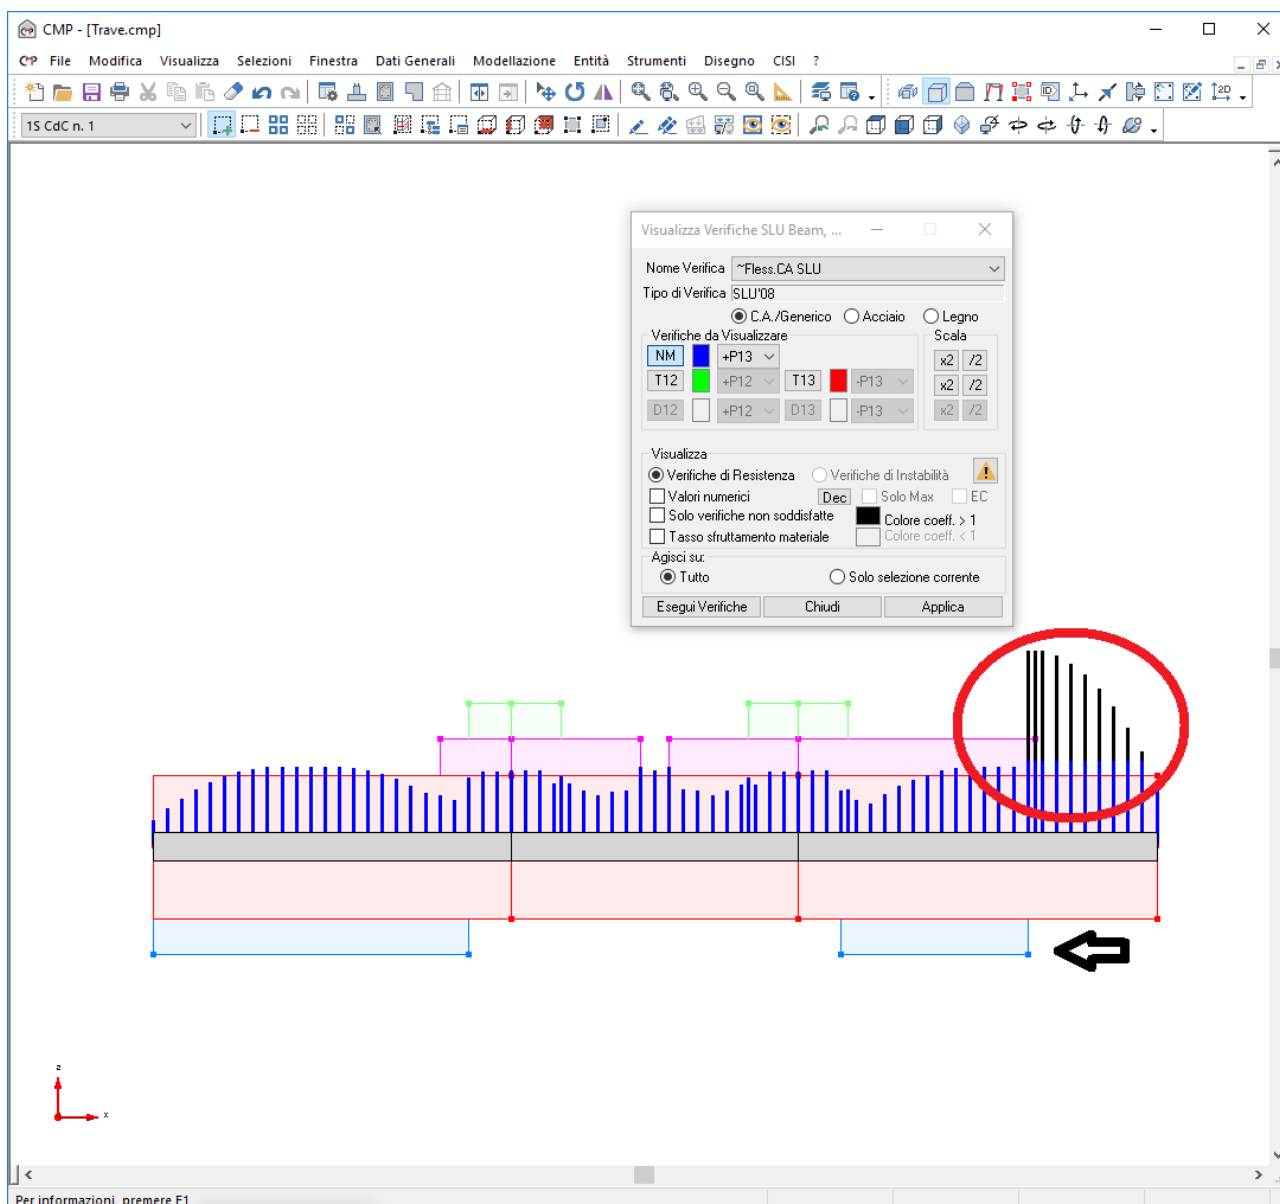 CMP - [Trave.cmp]
File Modifica Visualizza Selezioni Finestra Dati Generali Modellazione Entità Strumenti Disegno CISI ?
1S CdC n. 1
Visualizza Verifiche SLU Beam, ...
Nome Verifica ~Fless.CA SLU
Tipo di Verifica SLU'08
C.A./Generico Acciaio Legno
Verifiche da Visualizzare Scala
NM +P13 x2 /2
T12 +P12 T13 -P13 x2 /2
D12 +P12 D13 -P13 x2 /2
Visualizza
Verifiche di Resistenza Verifiche di Instabilità
Valori numerici Dec Solo Max EC
Solo verifiche non soddisfatte Colore coeff. > 1
Tasso sfruttamento materiale Colore coeff. < 1
Agisci su:
Tutto Solo selezione corrente
Esegui Verifiche Chiudi Applica
z
x
Per informazioni, premere F1